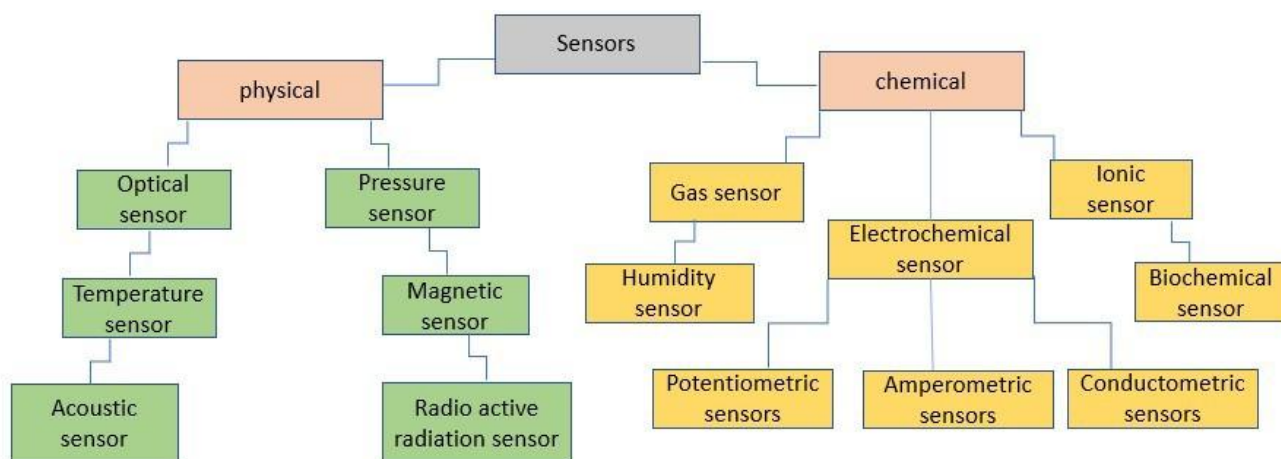 Sensors
physical
chemical
Optical
sensor
Pressure
sensor
Gas sensor
Ionic
sensor
Electrochemical
sensor
Temperature
sensor
Magnetic
sensor
Humidity
sensor
Biochemical
sensor
Acoustic
sensor
Radio active
radiation sensor
Potentiometric
sensors
Amperometric
sensors
Conductometric
sensors